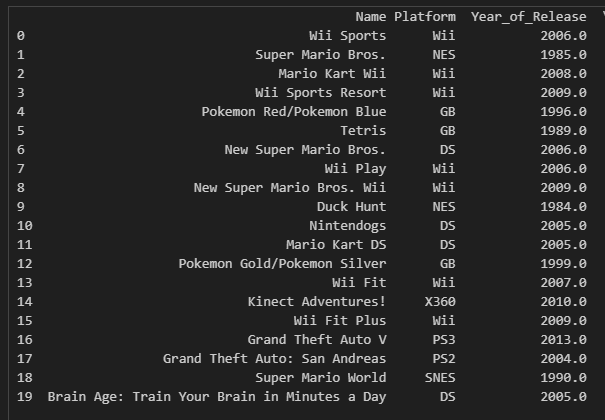 Name Platform Year_of_Release
0 Wii Sports Wii 2006.0
1 Super Mario Bros. NES 1985.0
2 Mario Kart Wii Wii 2008.0
3 Wii Sports Resort Wii 2009.0
4 Pokemon Red/Pokemon Blue GB 1996.0
5 Tetris GB 1989.0
6 New Super Mario Bros. DS 2006.0
7 Wii Play Wii 2006.0
8 New Super Mario Bros. Wii Wii 2009.0
9 Duck Hunt NES 1984.0
10 Nintendogs DS 2005.0
11 Mario Kart DS DS 2005.0
12 Pokemon Gold/Pokemon Silver GB 1999.0
13 Wii Fit Wii 2007.0
14 Kinect Adventures! X360 2010.0
15 Wii Fit Plus Wii 2009.0
16 Grand Theft Auto V PS3 2013.0
17 Grand Theft Auto: San Andreas PS2 2004.0
18 Super Mario World SNES 1990.0
19 Brain Age: Train Your Brain in Minutes a Day DS 2005.0